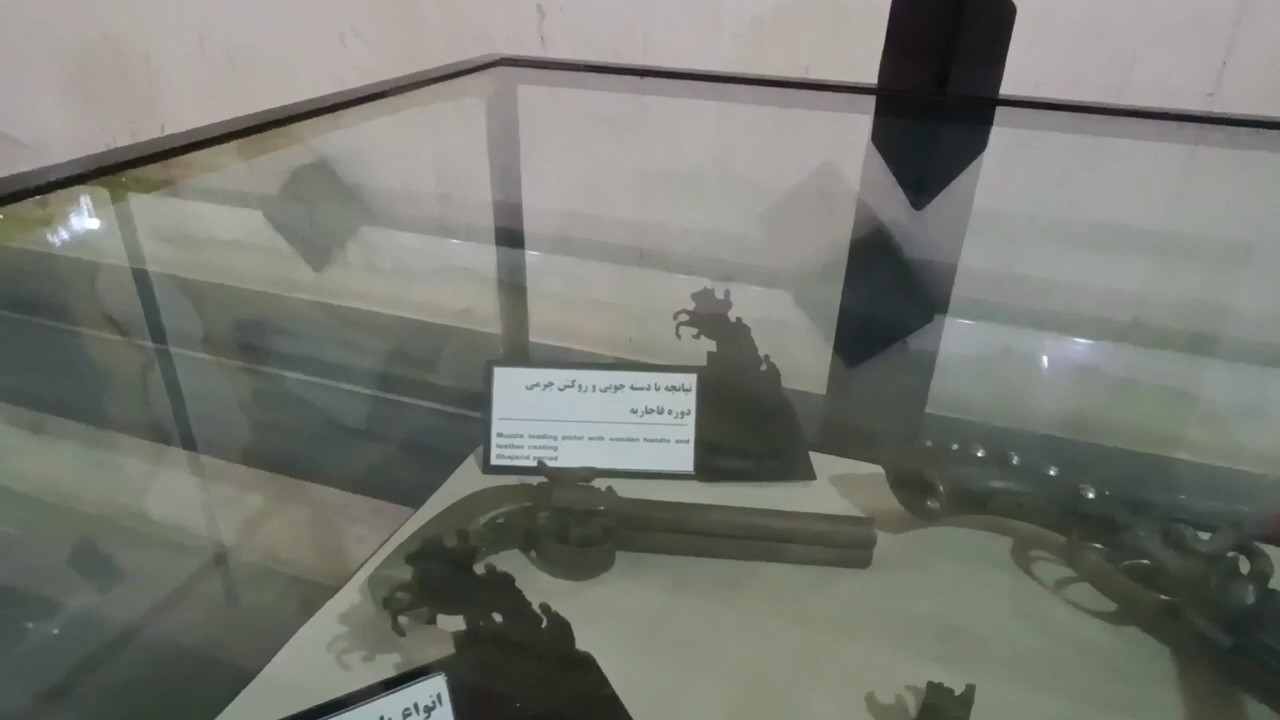 تپانچه با دسته چوبی و روکش چرمی
دوره قاجاریه
Muzzle loading pistol with wooden handle and
leather coating
Ghajarid period
انواع